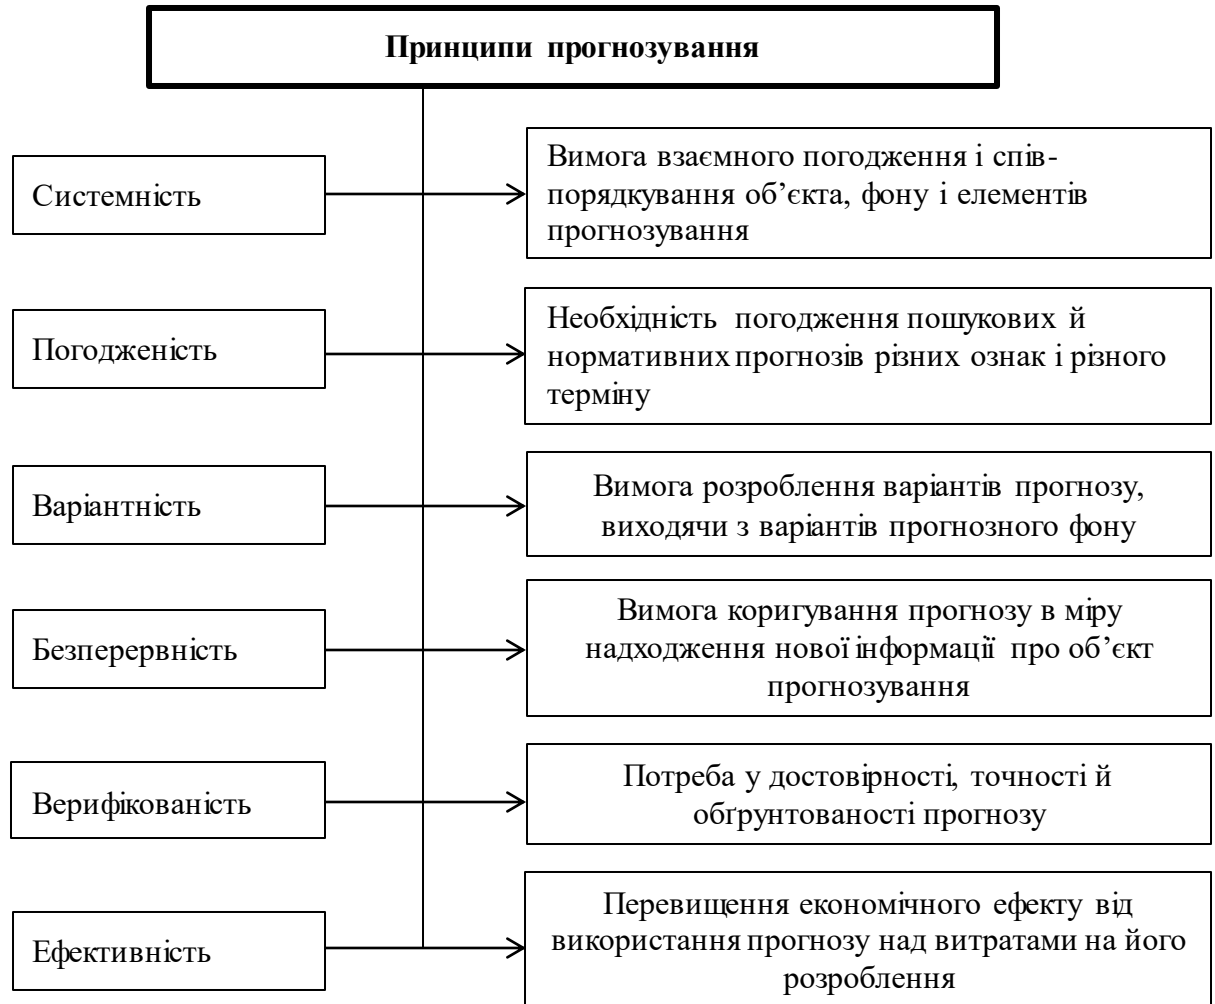 Принципи прогнозування
Системність
Вимога взаємного погодження і спів-
порядкування об’єкта, фону і елементів
прогнозування
Погодженість
Необхідність погодження пошукових й
нормативних прогнозів різних ознак і різного
терміну
Варіантність
Вимога розроблення варіантів прогнозу,
виходячи з варіантів прогнозного фону
Безперервність
Вимога коригування прогнозу в міру
надходження нової інформації про об’єкт
прогнозування
Верифікованість
Потреба у достовірності, точності й
обґрунтованості прогнозу
Ефективність
Перевищення економічного ефекту від
використання прогнозу над витратами на його
розроблення